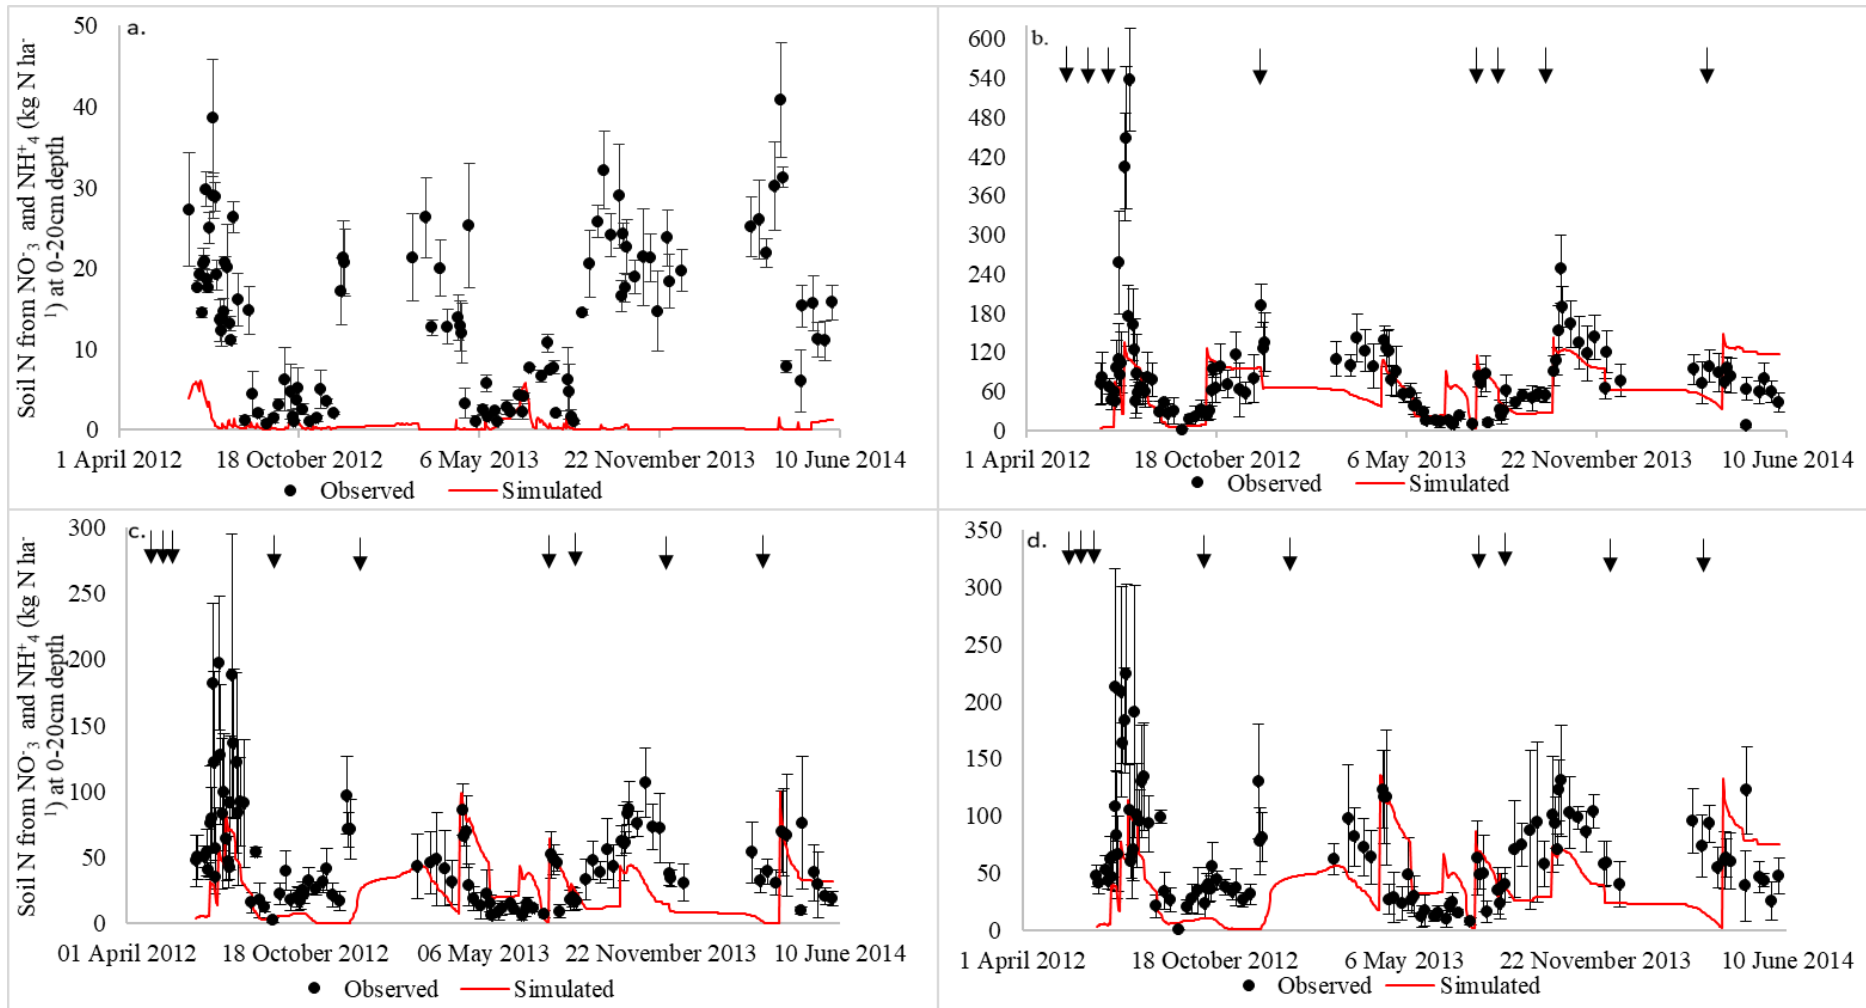 a.
Soil N from NO-3 and NH+4 (kg N ha-
1) at 0-20cm depth
50
40
30
20
10
0
1 April 2012
18 October 2012
6 May 2013
22 November 2013
10 June 2014
Observed
Simulated
b.
600
540
480
420
360
300
240
180
120
60
0
1 April 2012
18 October 2012
6 May 2013
22 November 2013
10 June 2014
Observed
Simulated
c.
Soil N from NO-3 and NH+4 (kg N ha-
1) at 0-20cm depth
300
250
200
150
100
50
0
01 April 2012
18 October 2012
06 May 2013
22 November 2013
10 June 2014
Observed
Simulated
d.
350
300
250
200
150
100
50
0
1 April 2012
18 October 2012
6 May 2013
22 November 2013
10 June 2014
Observed
Simulated